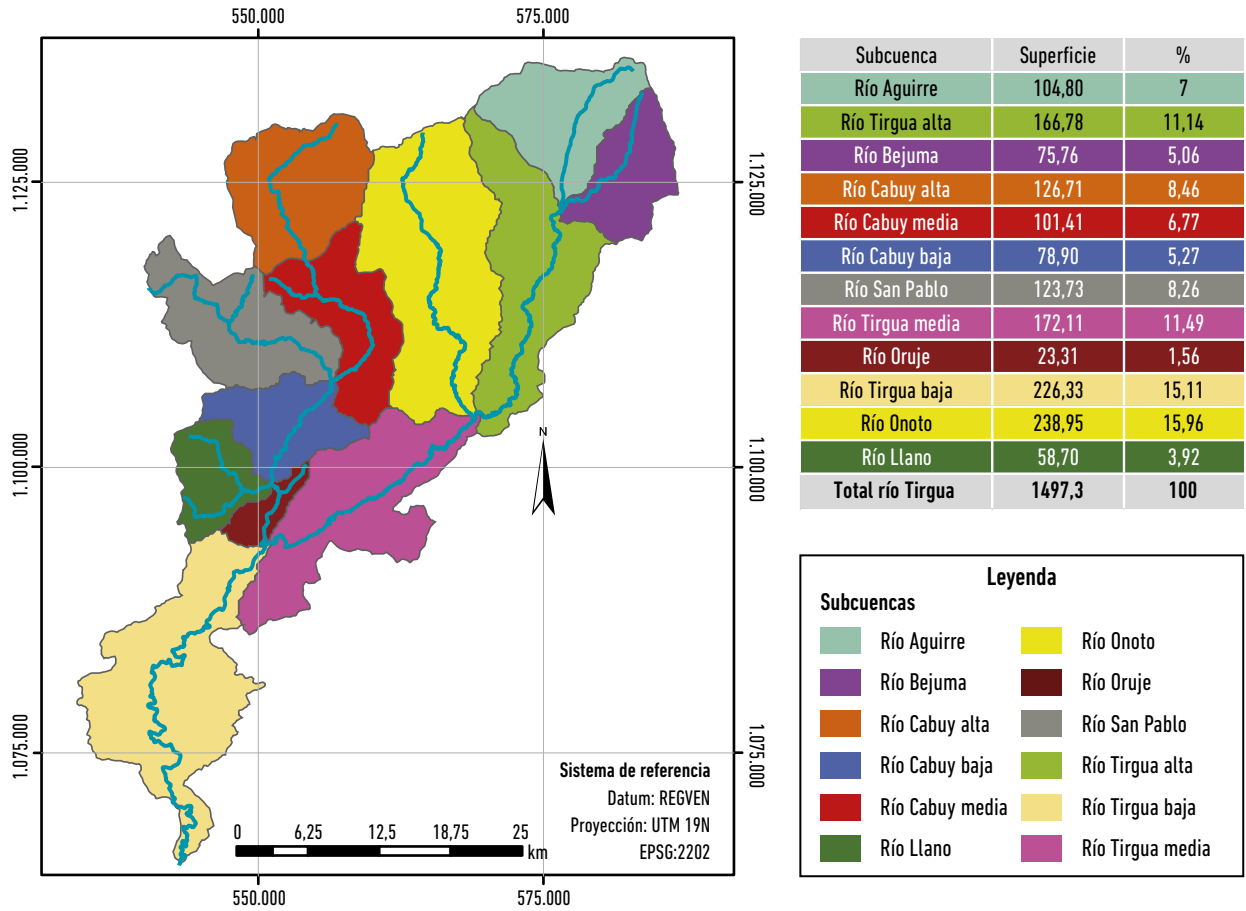 550.000 575.000
1.125.000 1.125.000
1.100.000 1.100.000
1.075.000 1.075.000
N
Sistema de referencia
Datum: REGVEN
Proyección: UTM 19N
EPSG:2202
0 6,25 12,5 18,75 25
km
550.000 575.000
Subcuenca Superficie %
Río Aguirre 104,80 7
Río Tirgua alta 166,78 11,14
Río Bejuma 75,76 5,06
Río Cabuy alta 126,71 8,46
Río Cabuy media 101,41 6,77
Río Cabuy baja 78,90 5,27
Río San Pablo 123,73 8,26
Río Tirgua media 172,11 11,49
Río Oruje 23,31 1,56
Río Tirgua baja 226,33 15,11
Río Onoto 238,95 15,96
Río Llano 58,70 3,92
Total río Tirgua 1497,3 100
Leyenda
Subcuencas
Río Aguirre Río Onoto
Río Bejuma Río Oruje
Río Cabuy alta Río San Pablo
Río Cabuy baja Río Tirgua alta
Río Cabuy media Río Tirgua baja
Río Llano Río Tirgua media